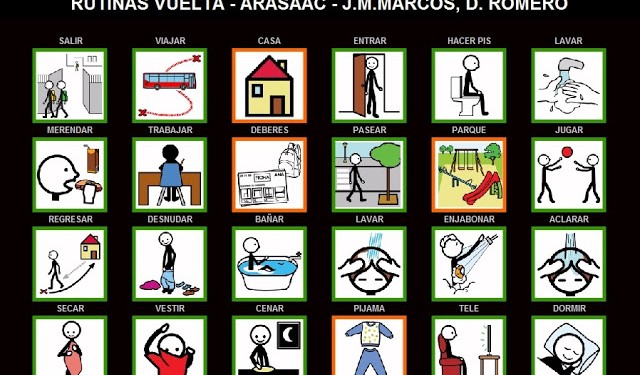 RUTINAS VUELTA - ARASAAC - J.M.MARCOS, D. ROMERO
SALIR VIAJAR CASA ENTRAR HACER PIS LAVAR
MERENDAR TRABAJAR DEBERES PASEAR PARQUE JUGAR
REGRESAR DESNUDAR BAÑAR LAVAR ENJABONAR ACLARAR
SECAR VESTIR CENAR PIJAMA TELE DORMIR